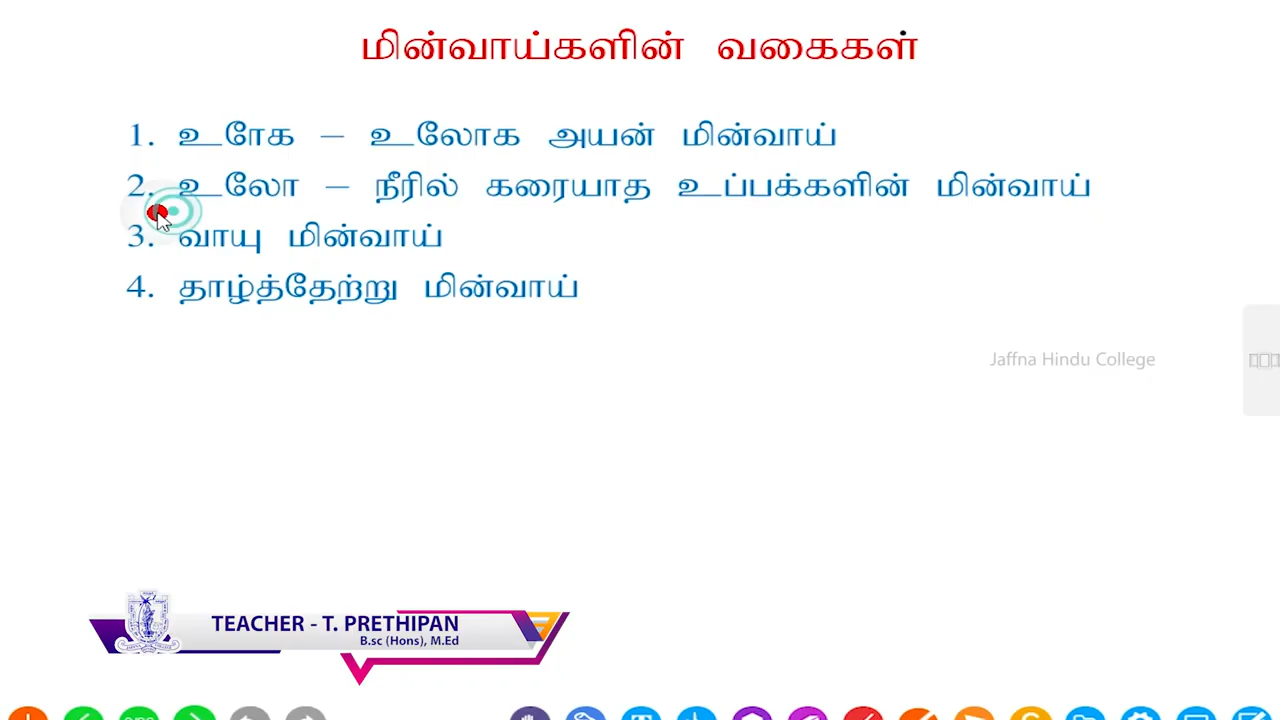 மின்வாய்களின் வகைகள்
1. உரோக – உலோக அயன் மின்வாய்
2. உலோ – நீரில் கரையாத உப்பக்களின் மின்வாய்
3. வாயு மின்வாய்
4. தாழ்த்தேற்று மின்வாய்
Jaffna Hindu College
TEACHER - T. PRETHIPAN
B.sc (Hons), M.Ed